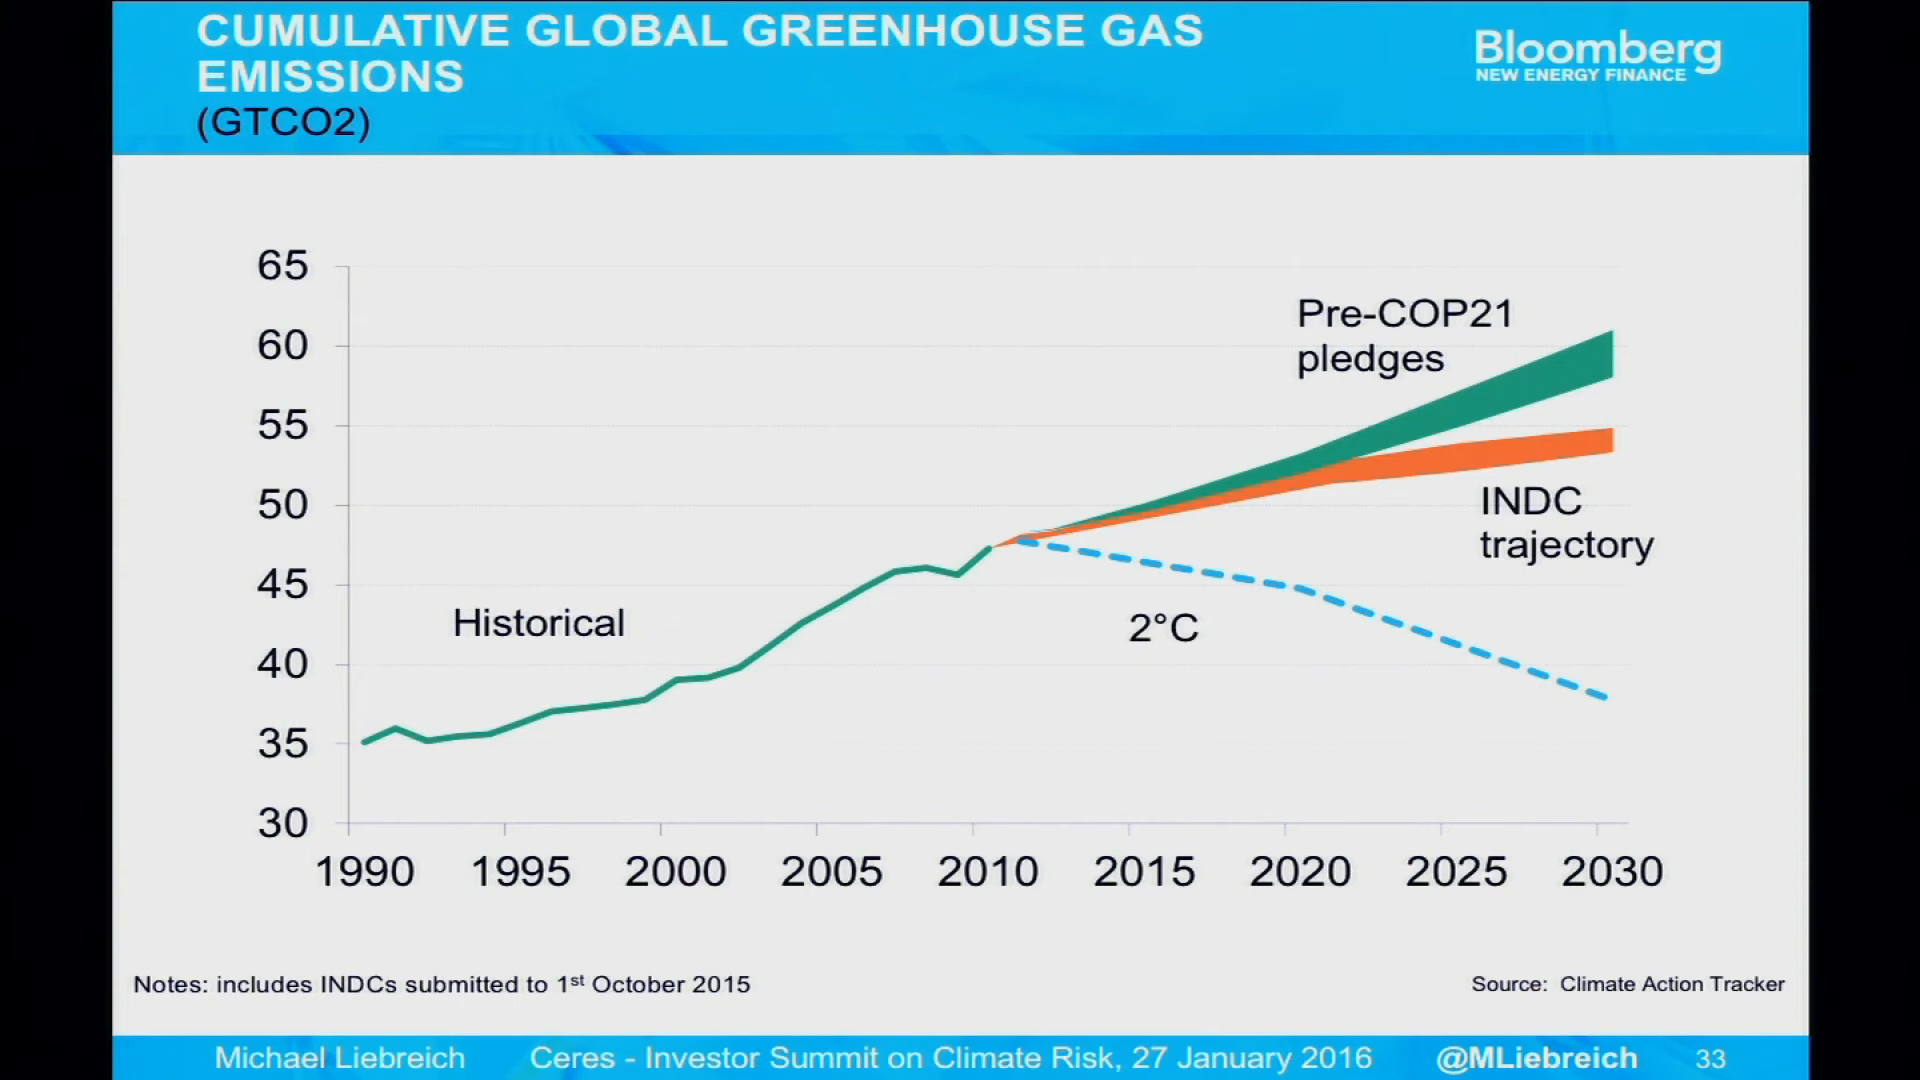 CUMULATIVE GLOBAL GREENHOUSE GAS
EMISSIONS
(GTCO2)
Bloomberg
NEW ENERGY FINANCE
65
60
55
50
45
40
35
30
Pre-COP21
pledges
INDC
trajectory
Historical
2°C
1990 1995 2000 2005 2010 2015 2020 2025 2030
Notes: includes INDCs submitted to 1st October 2015
Source: Climate Action Tracker
Michael Liebreich Ceres - Investor Summit on Climate Risk, 27 January 2016 @MLiebreich 33